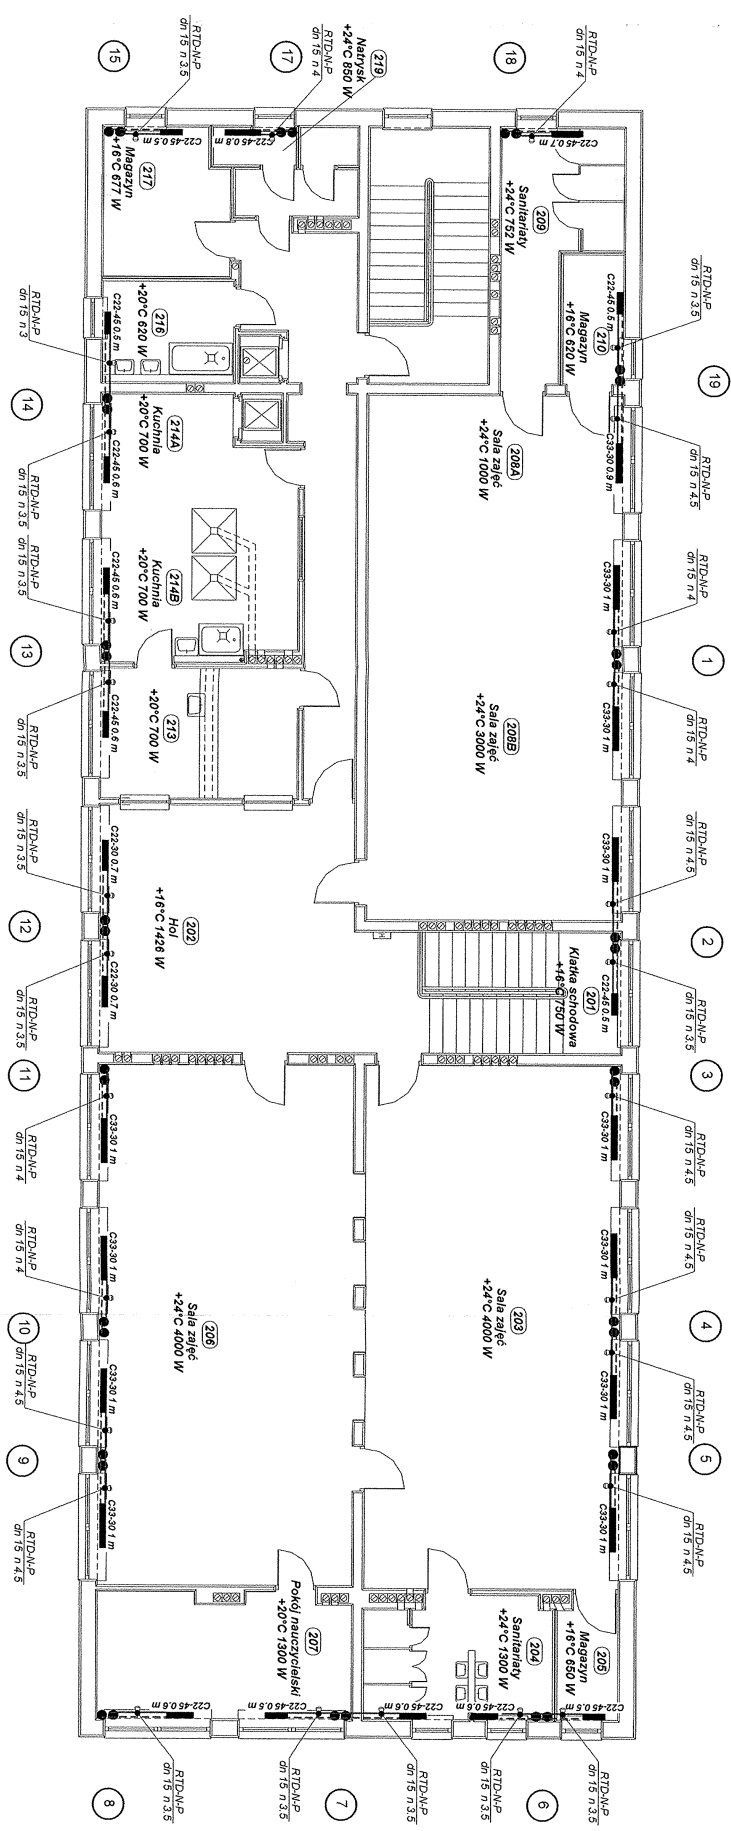 15
RTD-N-P
dn 15 n 3.5
17
RTD-N-P
dn 15 n 4
219
Natrysk
+24°C 850 W
18
RTD-N-P
dn 15 n 4
C22-45 0.5 m
C22-45 0.8 m
C22-45 0.7 m
217
Magazyn
+16°C 677 W
209
Sanitariaty
+24°C 752 W
210
Magazyn
+16°C 620 W
C22-45 0.5 m
RTD-N-P
dn 15 n 3.5
19
C33-30 0.9 m
RTD-N-P
dn 15 n 4.5
216
+20°C 620 W
C22-45 0.5 m
RTD-N-P
dn 15 n 3
14
214A
Kuchnia
+20°C 700 W
C22-45 0.6 m
RTD-N-P
dn 15 n 3.5
208A
Sala zajęć
+24°C 1000 W
214B
Kuchnia
+20°C 700 W
C22-45 0.6 m
RTD-N-P
dn 15 n 3.5
13
C33-30 1 m
RTD-N-P
dn 15 n 4
1
C33-30 1 m
RTD-N-P
dn 15 n 4
213
+20°C 700 W
C22-45 0.6 m
RTD-N-P
dn 15 n 3.5
208B
Sala zajęć
+24°C 3000 W
C33-30 1 m
RTD-N-P
dn 15 n 4.5
2
C22-30 0.7 m
RTD-N-P
dn 15 n 3.5
12
202
Hol
+16°C 1426 W
C22-30 0.7 m
RTD-N-P
dn 15 n 3.5
201
Klatka schodowa
+16°C 750 W
C22-45 0.5 m
RTD-N-P
dn 15 n 3.5
3
11
C33-30 1 m
RTD-N-P
dn 15 n 4
C33-30 1 m
RTD-N-P
dn 15 n 4.5
C33-30 1 m
RTD-N-P
dn 15 n 4
10
206
Sala zajęć
+24°C 4000 W
203
Sala zajęć
+24°C 4000 W
C33-30 1 m
RTD-N-P
dn 15 n 4.5
4
C33-30 1 m
RTD-N-P
dn 15 n 4.5
9
C33-30 1 m
RTD-N-P
dn 15 n 4.5
5
C33-30 1 m
RTD-N-P
dn 15 n 4.5
C33-30 1 m
RTD-N-P
dn 15 n 4.5
207
Pokój nauczycielski
+20°C 1300 W
204
Sanitariaty
+24°C 1300 W
205
Magazyn
+16°C 650 W
C22-45 0.6 m
C22-45 0.5 m
C22-45 0.6 m
C22-45 0.6 m
C22-45 0.5 m
8
RTD-N-P
dn 15 n 3.5
RTD-N-P
dn 15 n 3.5
7
RTD-N-P
dn 15 n 3.5
RTD-N-P
dn 15 n 3.5
6
RTD-N-P
dn 15 n 3.5